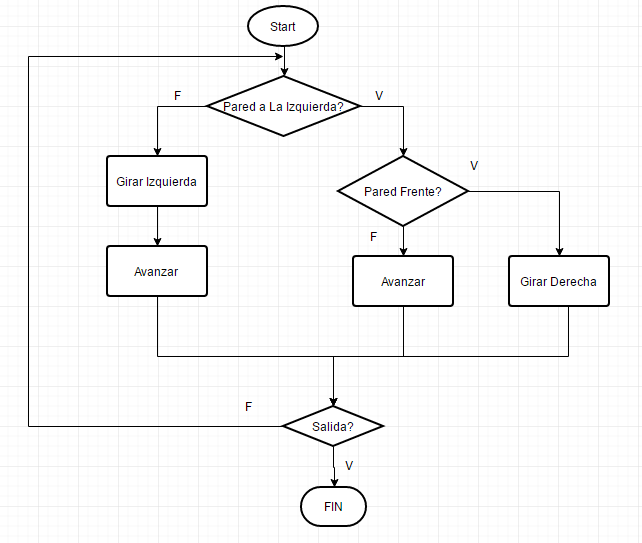 Start
F
Pared a La Izquierda?
V
Girar Izquierda
Pared Frente?
V
F
Avanzar
Avanzar
Girar Derecha
F
Salida?
V
FIN